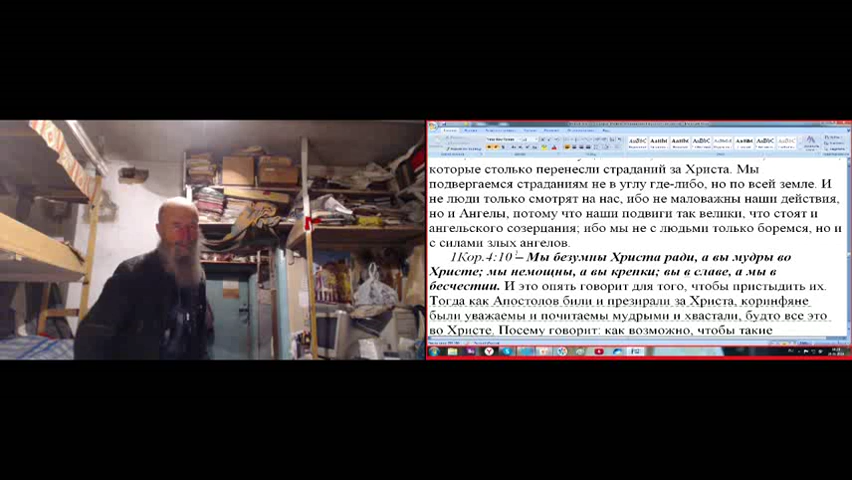 которые столько перенесли страданий за Христа. Мы
подвергаемся страданиям не в углу где-либо, но по всей земле. И
не люди только смотрят на нас, ибо не маловажны наши действия,
но и Ангелы, потому что наши подвиги так велики, что стоят и
ангельского созерцания; ибо мы не с людьми только боремся, но и
с силами злых ангелов.
1Кор.4:10 – Мы безумны Христа ради, а вы мудры во
Христе; мы немощны, а вы крепки; вы в славе, а мы в
бесчестии. И это опять говорит для того, чтобы пристыдить их.
Тогда как Апостолов били и презирали за Христа, коринфяне
были уважаемы и почитаемы мудрыми и хвастали, будто все это
во Христе. Посему говорит: как возможно, чтобы такие